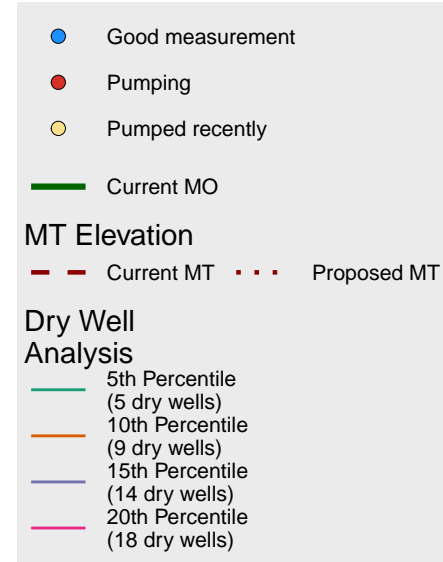 Good measurement
Pumping
Pumped recently
Current MO
MT Elevation
Current MT
Proposed MT
Dry Well
Analysis
5th Percentile
(5 dry wells)
10th Percentile
(9 dry wells)
15th Percentile
(14 dry wells)
20th Percentile
(18 dry wells)